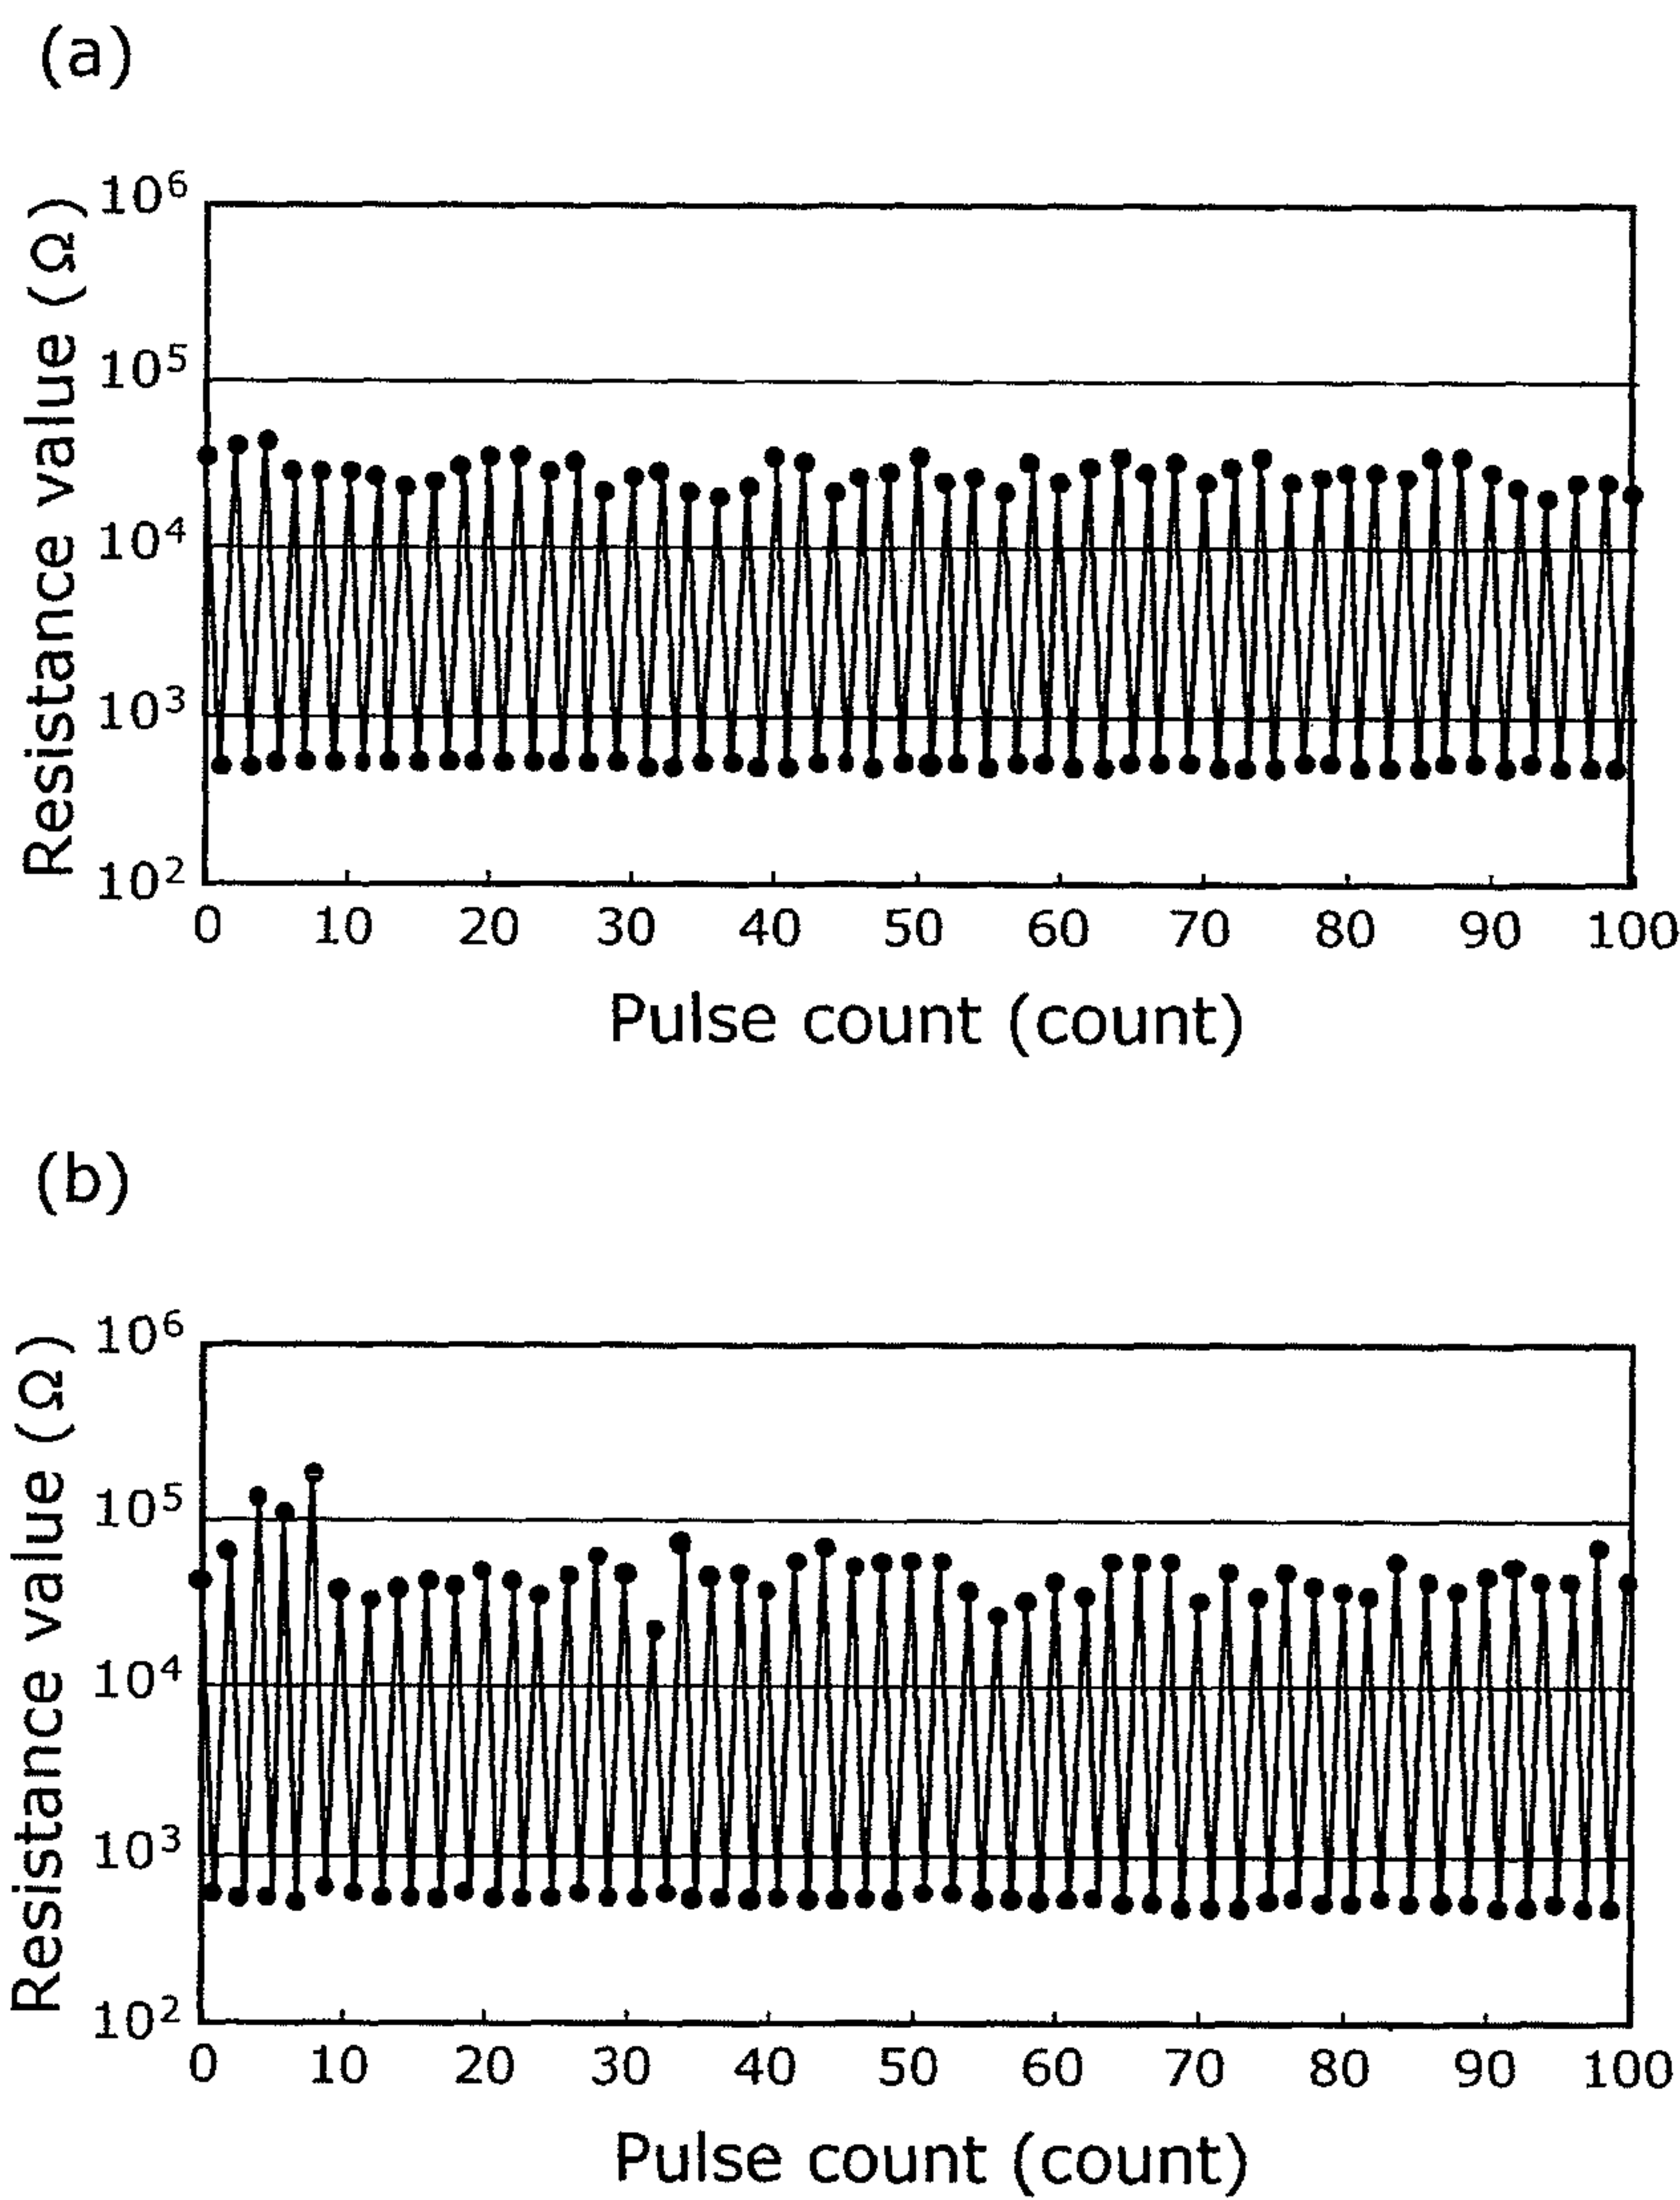 (a)
Resistance value (Ω)
10⁶
10⁵
10⁴
10³
10²
0 10 20 30 40 50 60 70 80 90 100
Pulse count (count)
(b)
Resistance value (Ω)
10⁶
10⁵
10⁴
10³
10²
0 10 20 30 40 50 60 70 80 90 100
Pulse count (count)